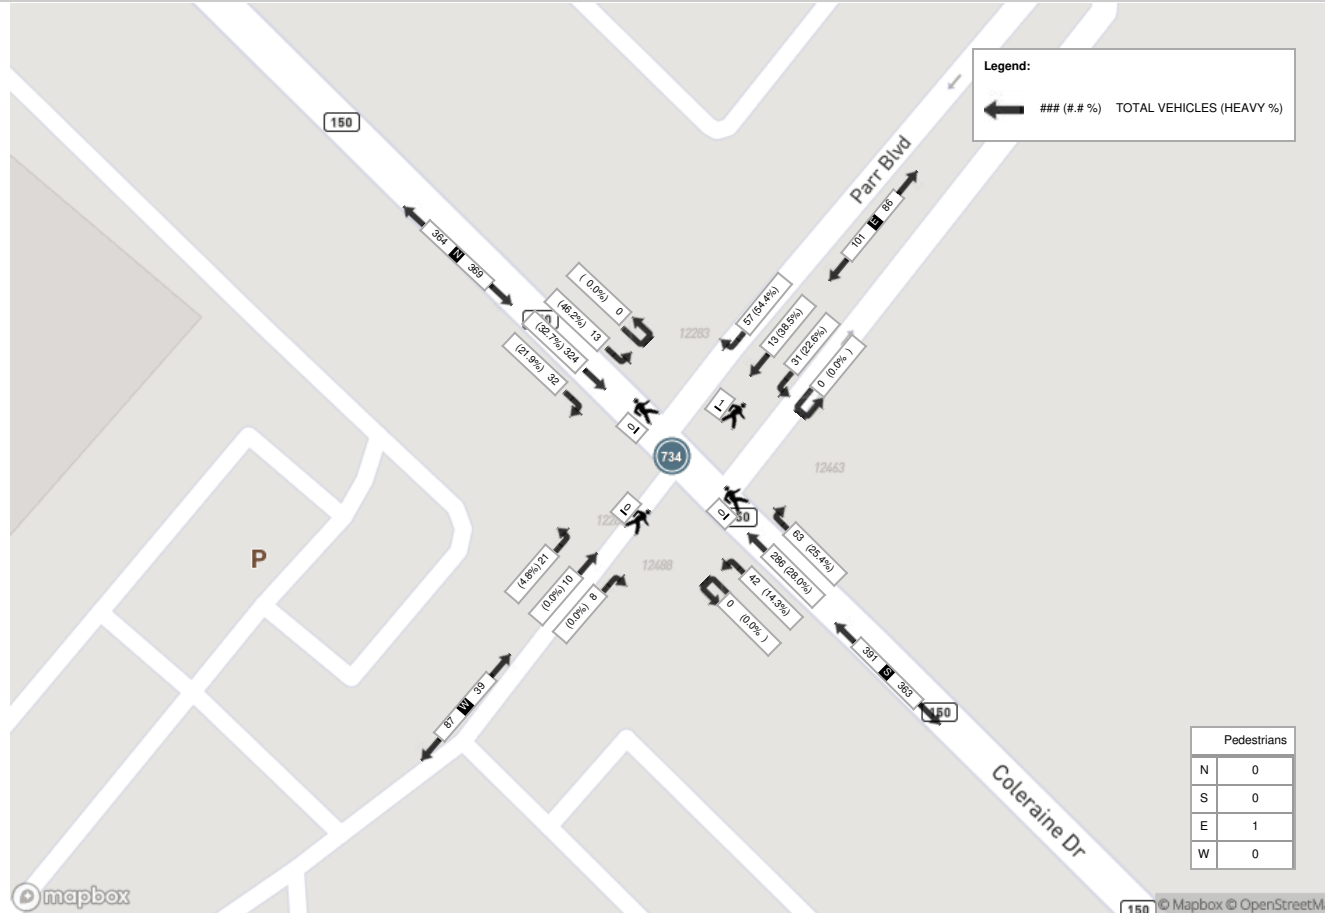 Legend:
### (#.# %) TOTAL VEHICLES (HEAVY %)
150
Parr Blvd
86 E 101
364 N 369
( 0.0%) 0
(46.2%) 13
(32.7%) 324
(21.9%) 32
57 (54.4%)
13 (38.5%)
31 (22.6%)
0 (0.0% )
12283
1
0
734
12463
0
0
50
12488
(4.8%) 21
(0.0%) 10
(0.0%) 8
63 (25.4%)
286 (28.0%)
42 (14.3%)
0 (0.0% )
P
391 S 363
150
87 W 39
Coleraine Dr
Pedestrians
N 0
S 0
E 1
W 0
mapbox
150
© Mapbox © OpenStreetM